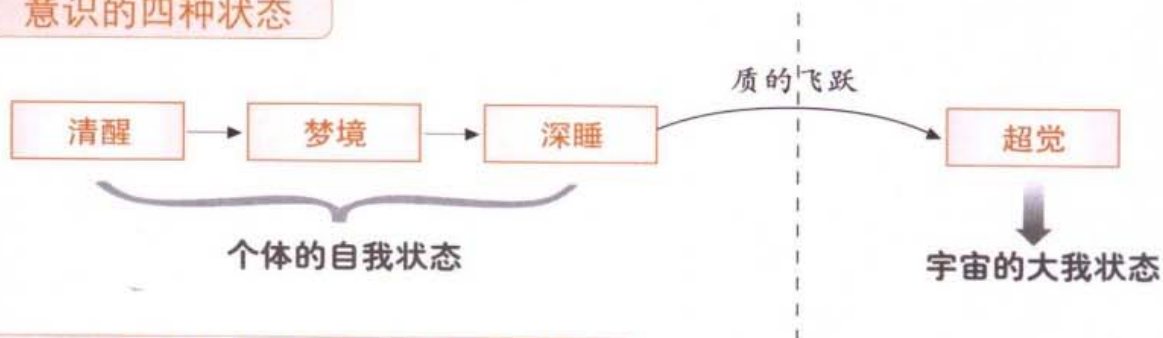 意识的四种状态
质的飞跃
清醒
梦境
深睡
超觉
个体的自我状态
宇宙的大我状态